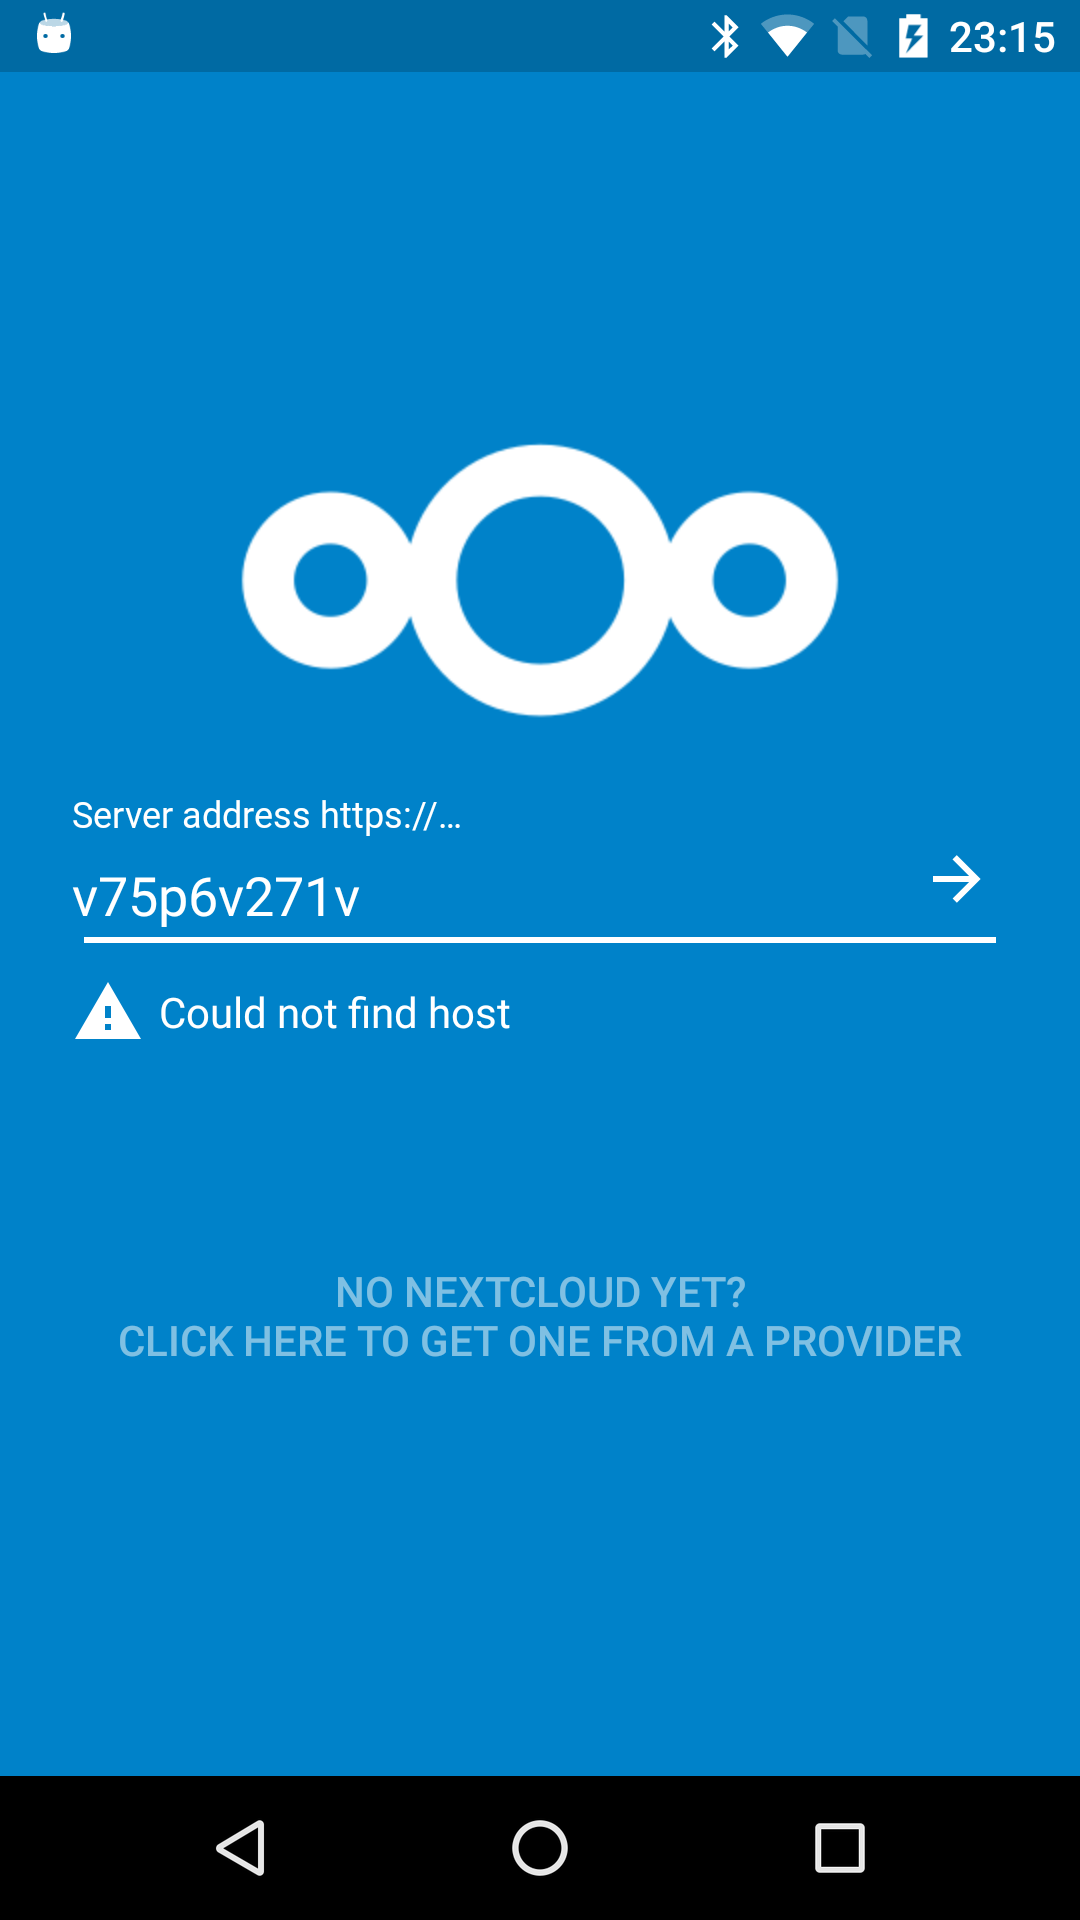 23:15
Server address https://…
v75p6v271v
Could not find host
NO NEXTCLOUD YET?
CLICK HERE TO GET ONE FROM A PROVIDER